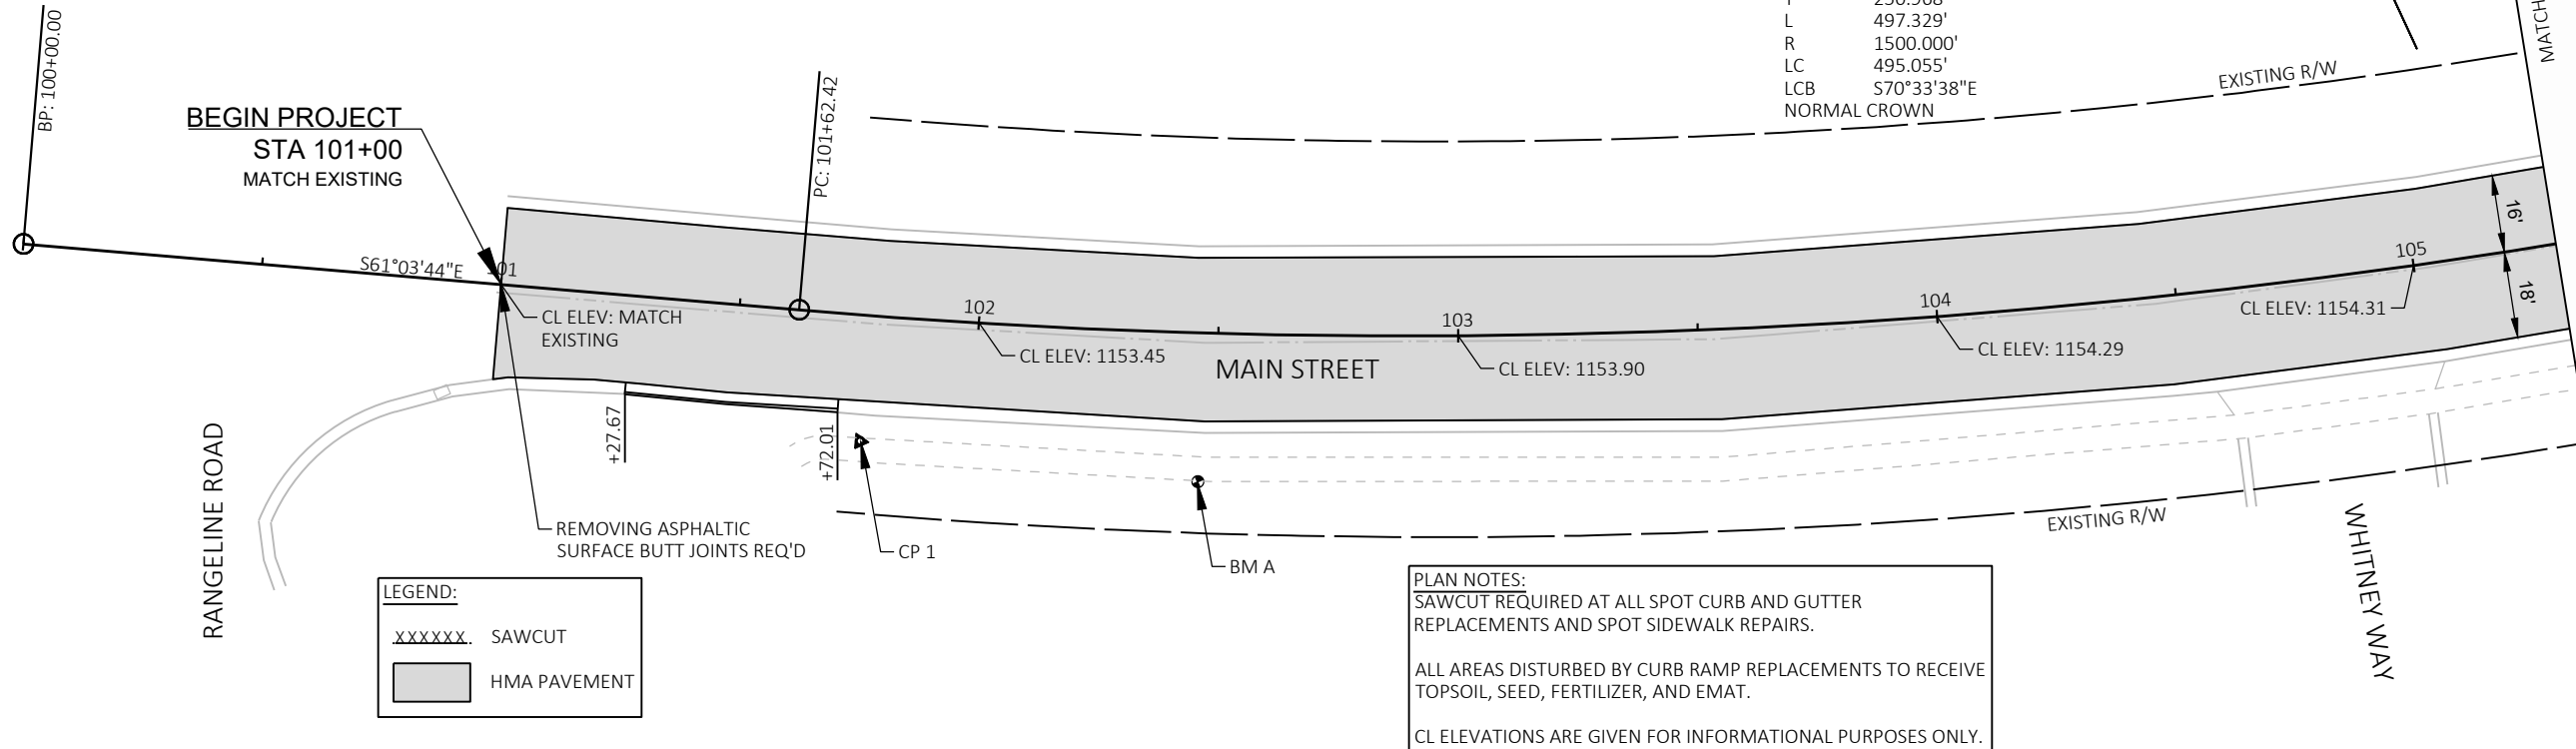 BP: 100+00.00
BEGIN PROJECT
STA 101+00
MATCH EXISTING
S61°03'44"E
101
CL ELEV: MATCH
EXISTING
PC: 101+62.42
L 497.329'
R 1500.000'
LC 495.055'
LCB S70°33'38"E
NORMAL CROWN
EXISTING R/W
MATCH
102
CL ELEV: 1153.45
MAIN STREET
103
CL ELEV: 1153.90
104
CL ELEV: 1154.29
105
CL ELEV: 1154.31
16'
18'
+27.67
+72.01
RANGELINE ROAD
REMOVING ASPHALTIC
SURFACE BUTT JOINTS REQ'D
CP 1
BM A
EXISTING R/W
WHITNEY WAY
LEGEND:
XXXXXX SAWCUT
HMA PAVEMENT
PLAN NOTES:
SAWCUT REQUIRED AT ALL SPOT CURB AND GUTTER
REPLACEMENTS AND SPOT SIDEWALK REPAIRS.
ALL AREAS DISTURBED BY CURB RAMP REPLACEMENTS TO RECEIVE
TOPSOIL, SEED, FERTILIZER, AND EMAT.
CL ELEVATIONS ARE GIVEN FOR INFORMATIONAL PURPOSES ONLY.